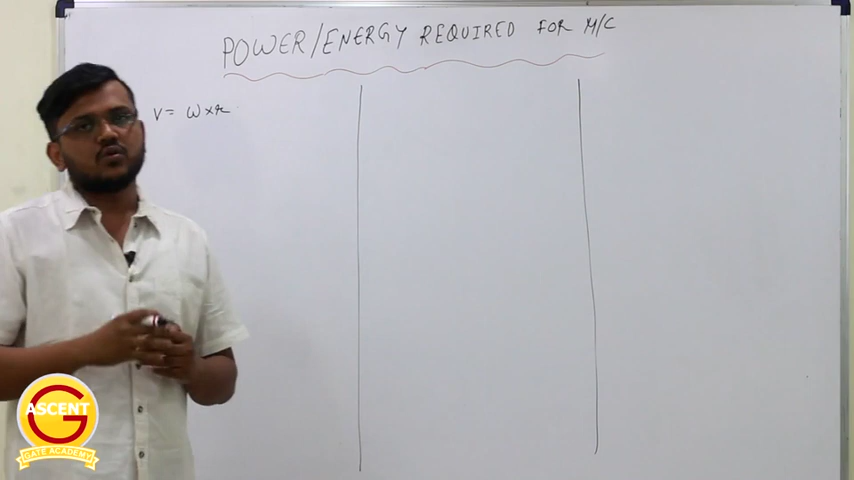 POWER/ENERGY REQUIRED FOR M/C
V = ω×r
ASCENT
G
GATE ACADEMY